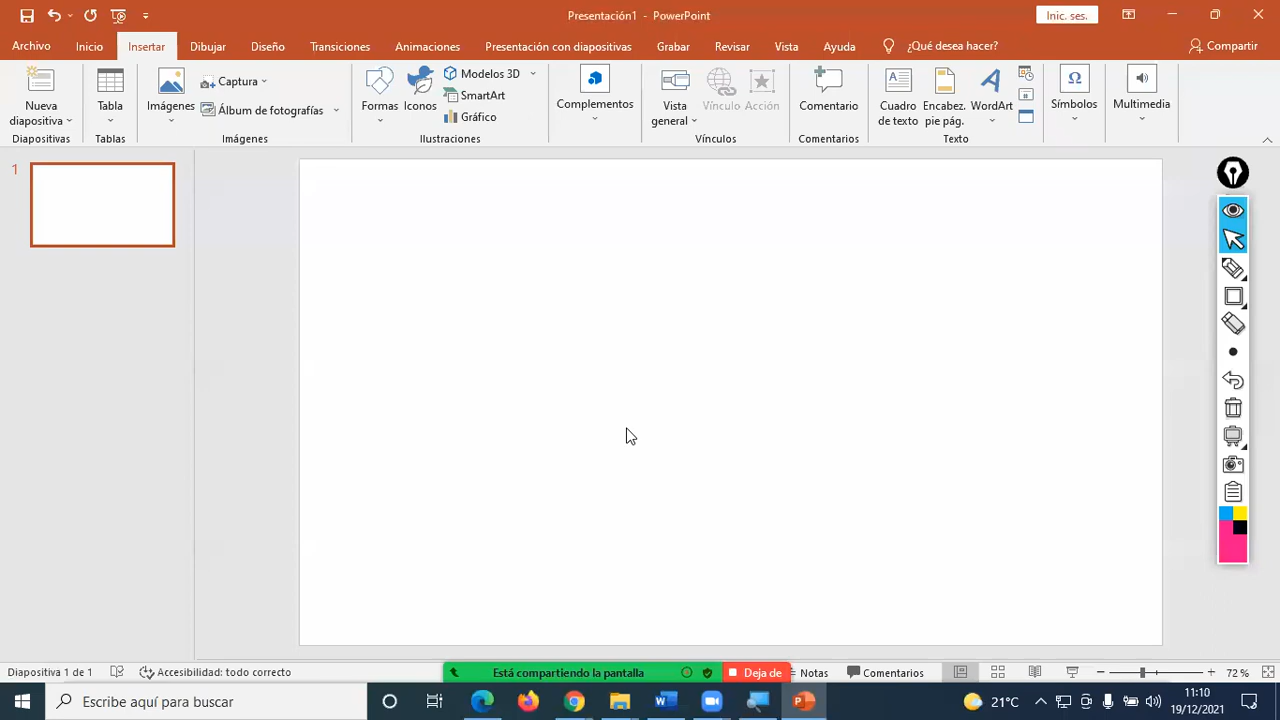 Presentación1 - PowerPoint
Inic. ses.
Archivo Inicio Insertar Dibujar Diseño Transiciones Animaciones Presentación con diapositivas Grabar Revisar Vista Ayuda ¿Qué desea hacer? Compartir
Nueva diapositiva
Diapositivas
Tabla
Tablas
Imágenes
Captura
Álbum de fotografías
Imágenes
Formas
Iconos
Modelos 3D
SmartArt
Gráfico
Ilustraciones
Complementos
Vista general
Vínculo
Acción
Vínculos
Comentario
Comentarios
Cuadro de texto
Encabez. pie pág.
WordArt
Texto
Símbolos
Multimedia
1
Diapositiva 1 de 1
Accesibilidad: todo correcto
Está compartiendo la pantalla
Deja de
Notas
Comentarios
72 %
Escribe aquí para buscar
21°C
11:10
19/12/2021